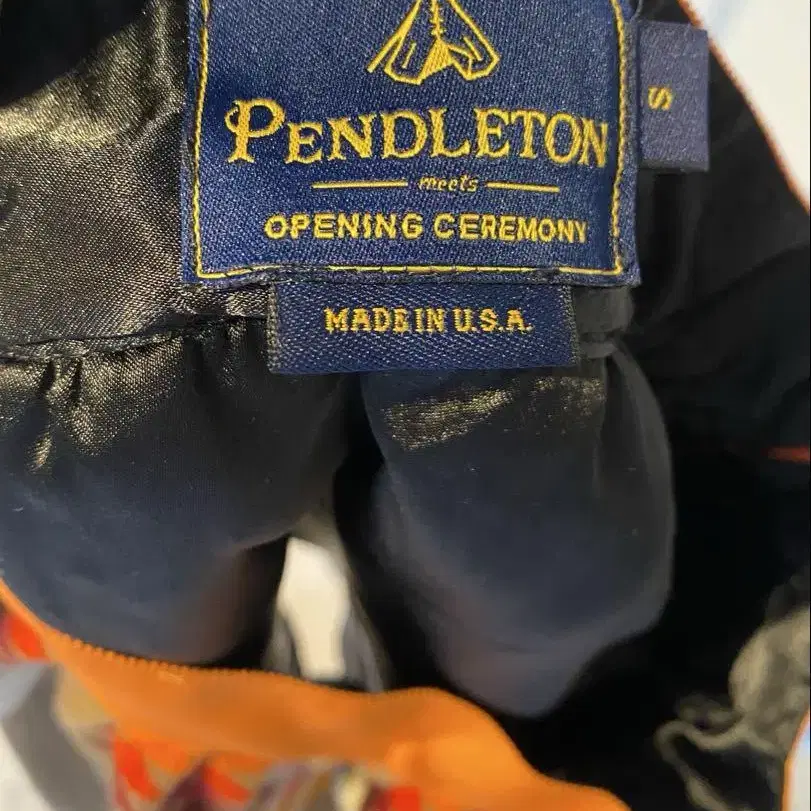 PENDLETON
meets
OPENING CEREMONY
S
MADE IN U.S.A.